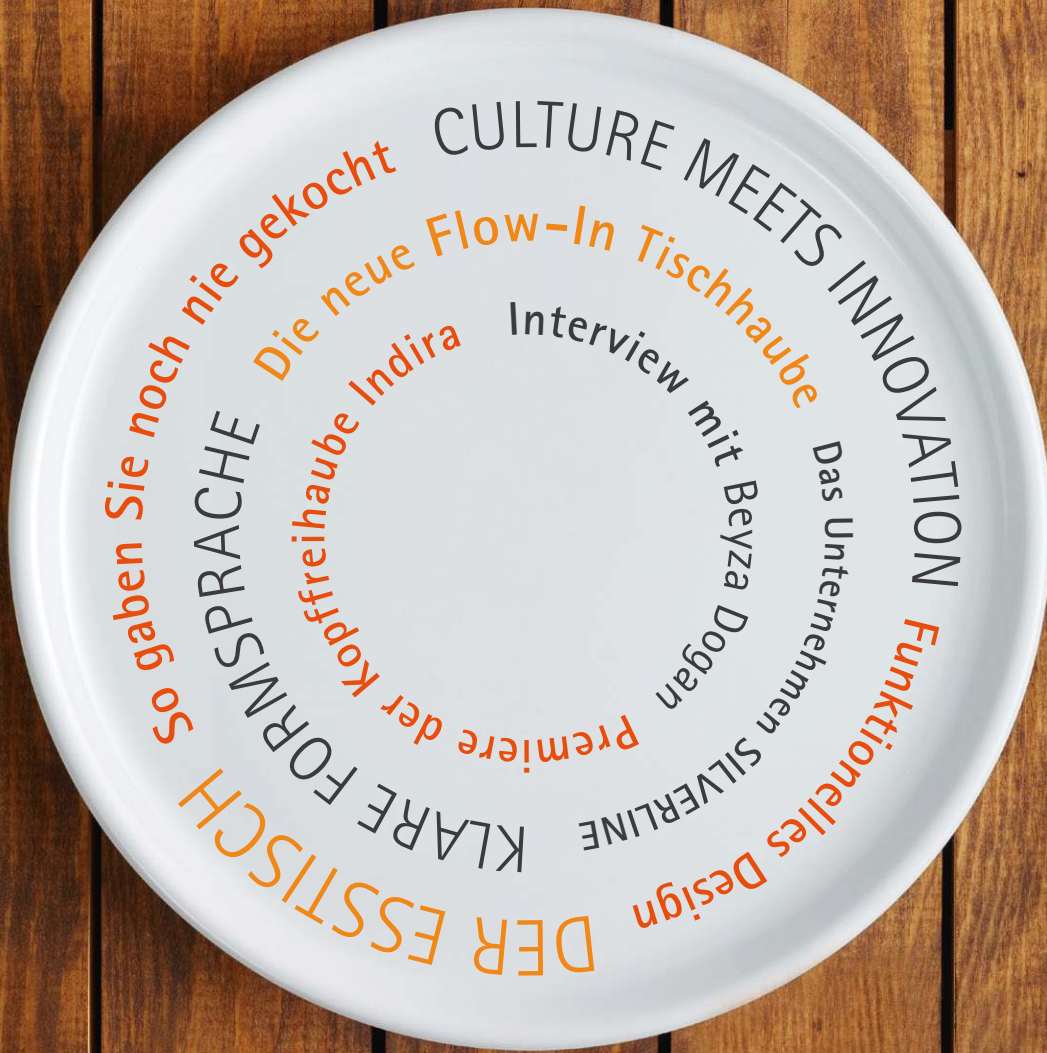 So gaben Sie noch nie gekocht
CULTURE MEETS INNOVATION
Funktionelles Design
DER ESSTISCH
KLARE FORMSPRACHE
Die neue Flow-In Tischhaube
Das Unternehmen SILVERLINE
Premiere der Kopffreihaube Indira
Interview mit Beyza Dogan